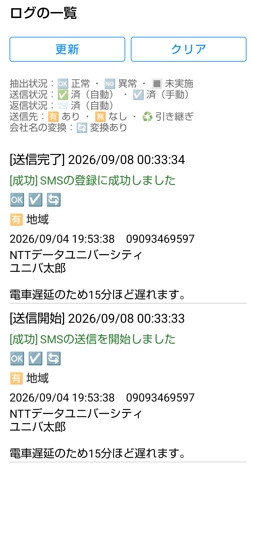 ログの一覧
更新 クリア
抽出状況：🆗 正常 ・ 🆖 異常 ・ 🔳 未実施
送信状況：✅ 済（自動） ・ ☑️ 済（手動）
返信状況：📨 済（自動）
送信先：🈶 あり ・ 🈚 なし ・ ♻️ 引き継ぎ
会社名の変換：🔄 変換あり
[送信完了] 2026/09/08 00:33:34
[成功] SMSの登録に成功しました
🆗 ☑️ 🔄
🈶 地域
2026/09/04 19:53:38 09093469597
NTTデータユニバーシティ
ユニバ太郎
電車遅延のため15分ほど遅れます。
[送信開始] 2026/09/08 00:33:33
[成功] SMSの送信を開始しました
🆗 ☑️ 🔄
🈶 地域
2026/09/04 19:53:38 09093469597
NTTデータユニバーシティ
ユニバ太郎
電車遅延のため15分ほど遅れます。